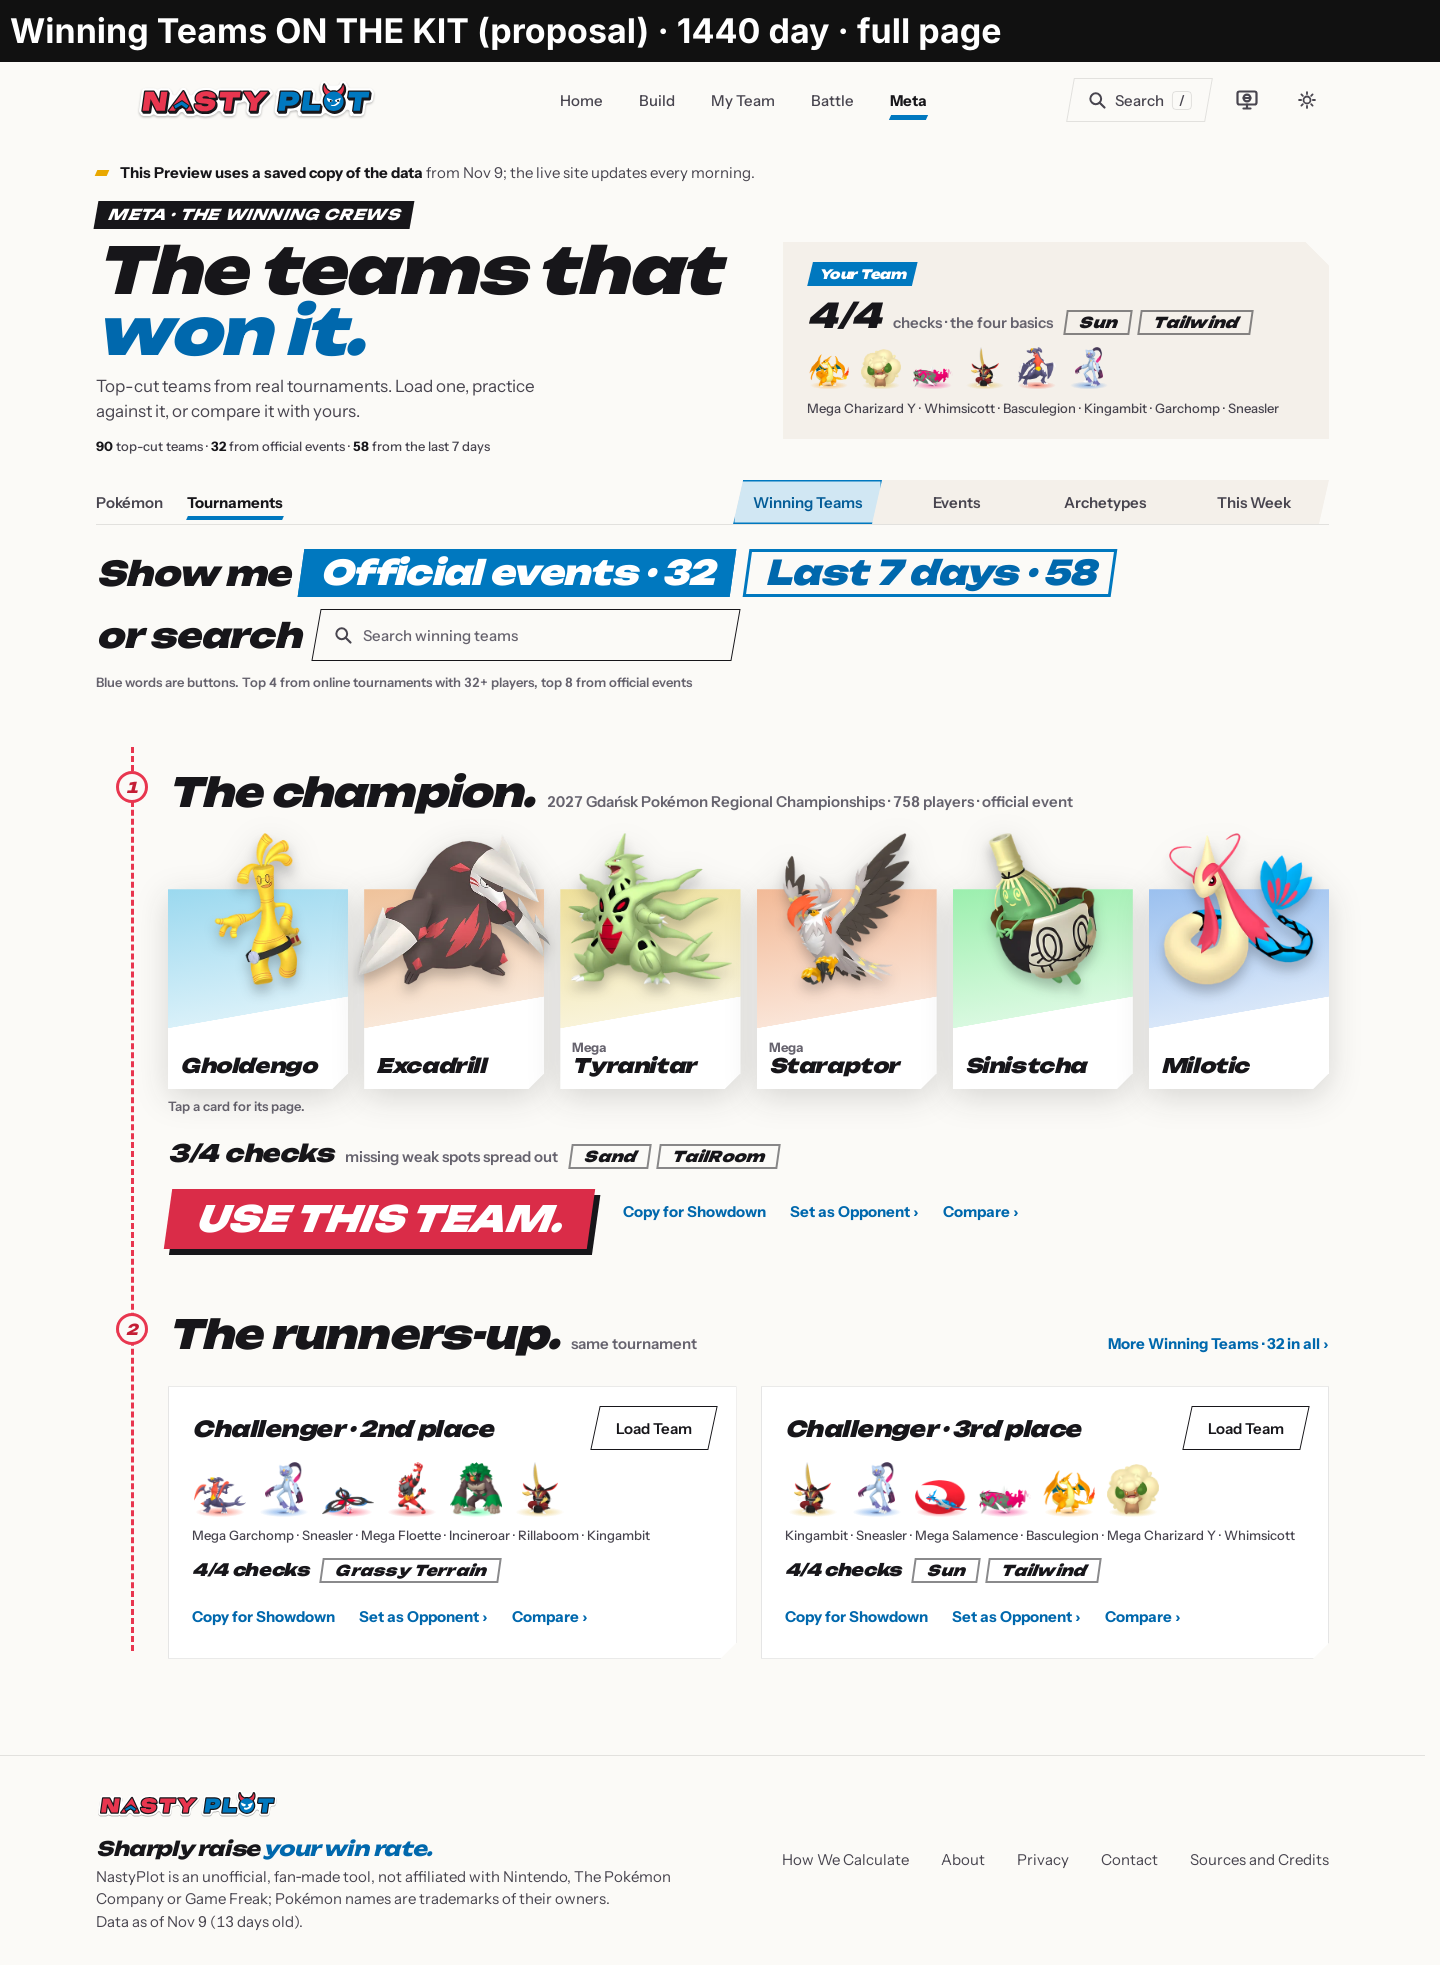 Winning Teams ON THE KIT (proposal) · 1440 day · full page
NASTY PLOT
Home Build My Team Battle Meta
Search /
This Preview uses a saved copy of the data from Nov 9; the live site updates every morning.
META · THE WINNING CREWS
The teams that
won it.
Top-cut teams from real tournaments. Load one, practice
against it, or compare it with yours.
90 top-cut teams · 32 from official events · 58 from the last 7 days
Your Team
4/4 checks · the four basics Sun Tailwind
Mega Charizard Y · Whimsicott · Basculegion · Kingambit · Garchomp · Sneasler
Pokémon Tournaments
Winning Teams Events Archetypes This Week
Show me Official events · 32 Last 7 days · 58
or search Search winning teams
Blue words are buttons. Top 4 from online tournaments with 32+ players, top 8 from official events
1 The champion. 2027 Gdańsk Pokémon Regional Championships · 758 players · official event
Gholdengo
Excadrill
Mega
Tyranitar
Mega
Staraptor
Sinistcha
Milotic
Tap a card for its page.
3/4 checks missing weak spots spread out Sand TailRoom
USE THIS TEAM. Copy for Showdown Set as Opponent › Compare ›
2 The runners-up. same tournament More Winning Teams · 32 in all ›
Challenger · 2nd place Load Team
Mega Garchomp · Sneasler · Mega Floette · Incineroar · Rillaboom · Kingambit
4/4 checks Grassy Terrain
Copy for Showdown Set as Opponent › Compare ›
Challenger · 3rd place Load Team
Kingambit · Sneasler · Mega Salamence · Basculegion · Mega Charizard Y · Whimsicott
4/4 checks Sun Tailwind
Copy for Showdown Set as Opponent › Compare ›
NASTY PLOT
Sharply raise your win rate.
NastyPlot is an unofficial, fan-made tool, not affiliated with Nintendo, The Pokémon
Company or Game Freak; Pokémon names are trademarks of their owners.
Data as of Nov 9 (13 days old).
How We Calculate About Privacy Contact Sources and Credits